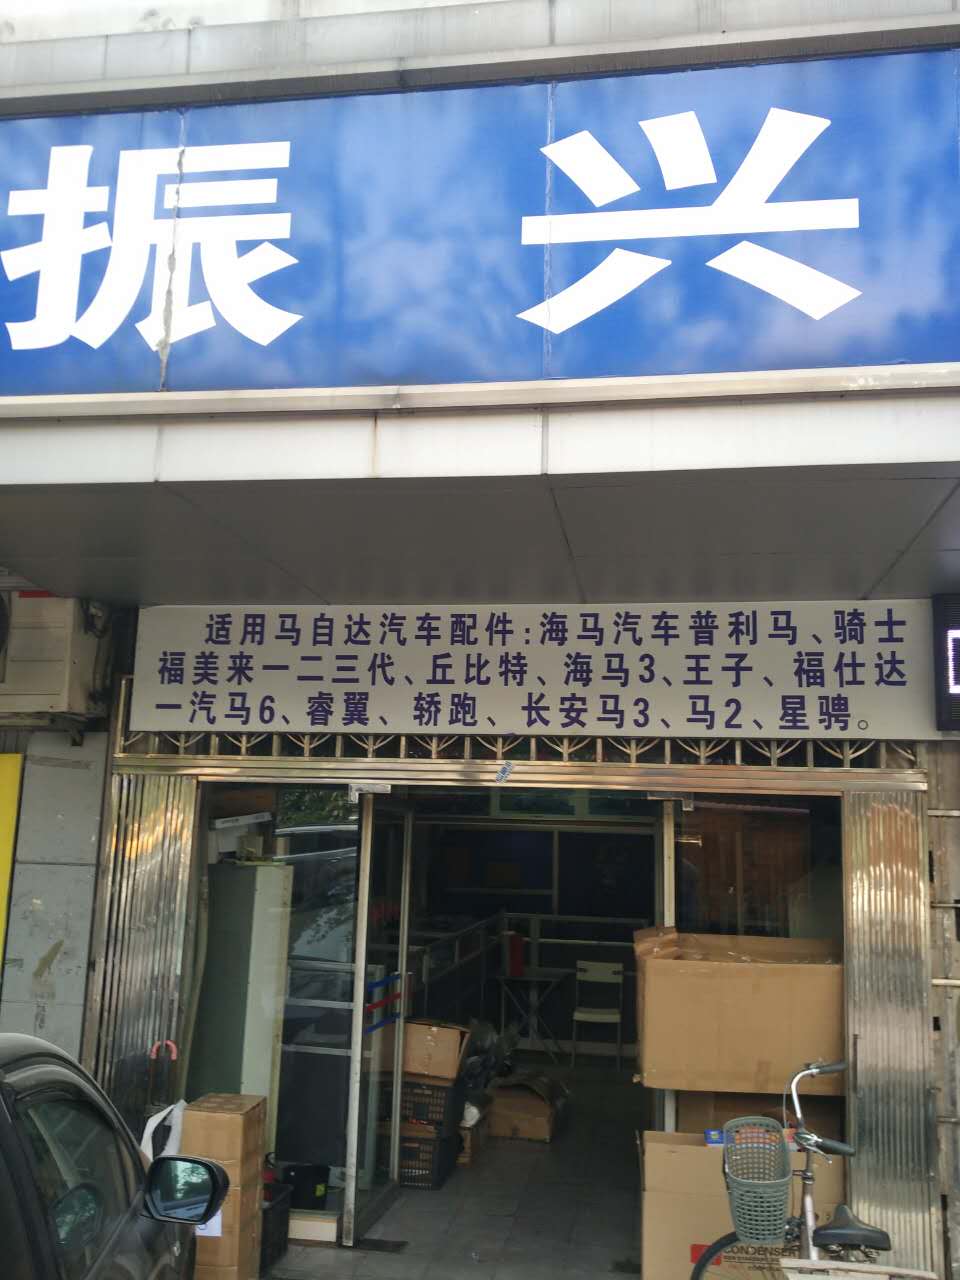 振兴
适用马自达汽车配件:海马汽车普利马、骑士
福美来一二三代、丘比特、海马3、王子、福仕达
一汽马6、睿翼、轿跑、长安马3、马2、星骋。
CONDENSER